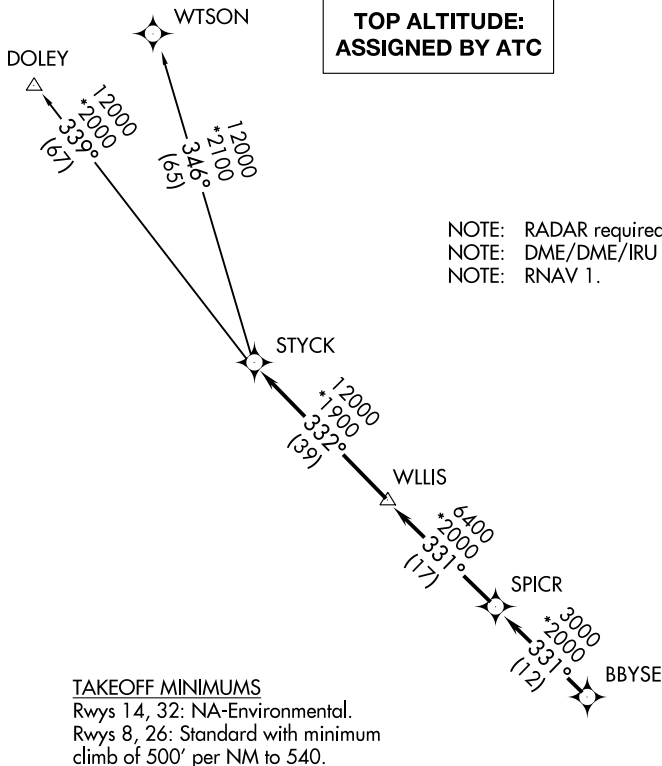 TOP ALTITUDE:
ASSIGNED BY ATC
WTSON
DOLEY
12000
*2000
339°
(67)
12000
*2100
346°
(65)
NOTE: RADAR required
NOTE: DME/DME/IRU
NOTE: RNAV 1.
STYCK
12000
*1900
332°
(39)
WLLIS
6400
*2000
331°
(17)
SPICR
3000
*2000
331°
(12)
BBYSE
TAKEOFF MINIMUMS
Rwys 14, 32: NA-Environmental.
Rwys 8, 26: Standard with minimum
climb of 500' per NM to 540.